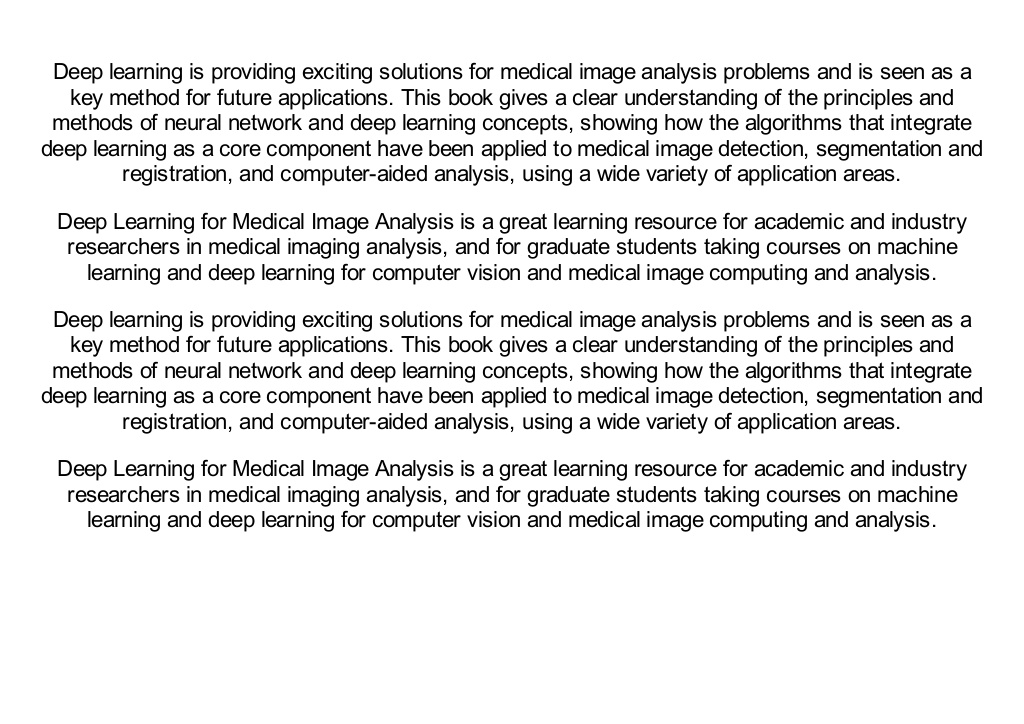 Deep learning is providing exciting solutions for medical image analysis problems and is seen as a
key method for future applications. This book gives a clear understanding of the principles and
methods of neural network and deep learning concepts, showing how the algorithms that integrate
deep learning as a core component have been applied to medical image detection, segmentation and
registration, and computer-aided analysis, using a wide variety of application areas.
Deep Learning for Medical Image Analysis is a great learning resource for academic and industry
researchers in medical imaging analysis, and for graduate students taking courses on machine
learning and deep learning for computer vision and medical image computing and analysis.
Deep learning is providing exciting solutions for medical image analysis problems and is seen as a
key method for future applications. This book gives a clear understanding of the principles and
methods of neural network and deep learning concepts, showing how the algorithms that integrate
deep learning as a core component have been applied to medical image detection, segmentation and
registration, and computer-aided analysis, using a wide variety of application areas.
Deep Learning for Medical Image Analysis is a great learning resource for academic and industry
researchers in medical imaging analysis, and for graduate students taking courses on machine
learning and deep learning for computer vision and medical image computing and analysis.